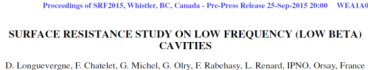 Proceedings of SRF2015, Whistler, BC, Canada - Pre-Press Release 25-Sep-2015 20:00 WEA1A0
SURFACE RESISTANCE STUDY ON LOW FREQUENCY (LOW BETA)
CAVITIES
D. Longuevergne, F. Chatelet, G. Michel, G. Olry, F. Rabehasy, L. Renard, IPNO, Orsay, France